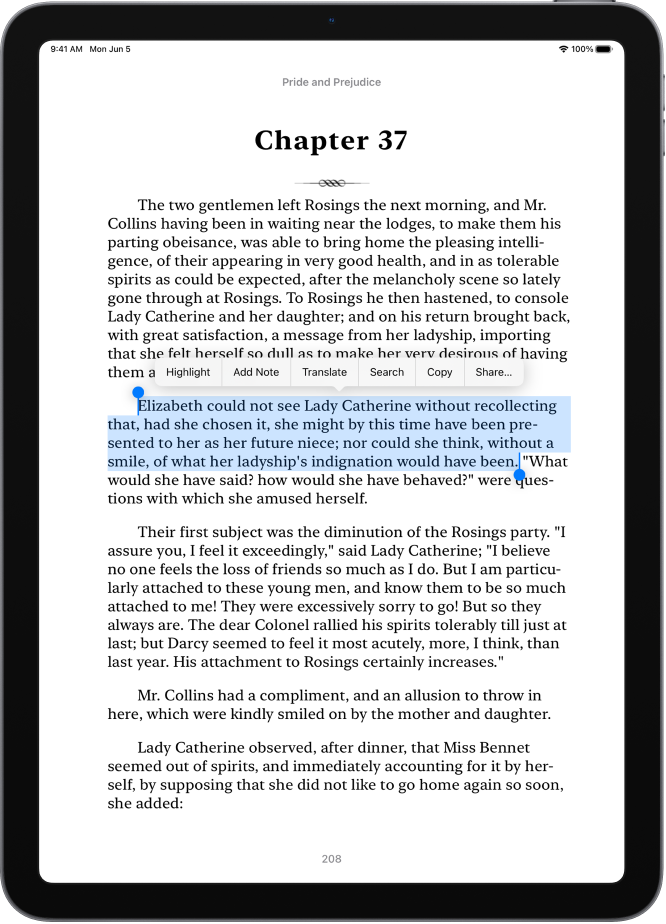 9:41 AM Mon Jun 5 100%
Pride and Prejudice
Chapter 37
The two gentlemen left Rosings the next morning, and Mr.
Collins having been in waiting near the lodges, to make them his
parting obeisance, was able to bring home the pleasing intelli-
gence, of their appearing in very good health, and in as tolerable
spirits as could be expected, after the melancholy scene so lately
gone through at Rosings. To Rosings he then hastened, to console
Lady Catherine and her daughter; and on his return brought back,
with great satisfaction, a message from her ladyship, importing
that she felt herself so dull as to make her very desirous of having
them a
Highlight Add Note Translate Search Copy Share...
Elizabeth could not see Lady Catherine without recollecting
that, had she chosen it, she might by this time have been pre-
sented to her as her future niece; nor could she think, without a
smile, of what her ladyship's indignation would have been. "What
would she have said? how would she have behaved?" were ques-
tions with which she amused herself.
Their first subject was the diminution of the Rosings party. "I
assure you, I feel it exceedingly," said Lady Catherine; "I believe
no one feels the loss of friends so much as I do. But I am particu-
larly attached to these young men, and know them to be so much
attached to me! They were excessively sorry to go! But so they
always are. The dear Colonel rallied his spirits tolerably till just at
last; but Darcy seemed to feel it most acutely, more, I think, than
last year. His attachment to Rosings certainly increases."
Mr. Collins had a compliment, and an allusion to throw in
here, which were kindly smiled on by the mother and daughter.
Lady Catherine observed, after dinner, that Miss Bennet
seemed out of spirits, and immediately accounting for it by her-
self, by supposing that she did not like to go home again so soon,
she added:
208